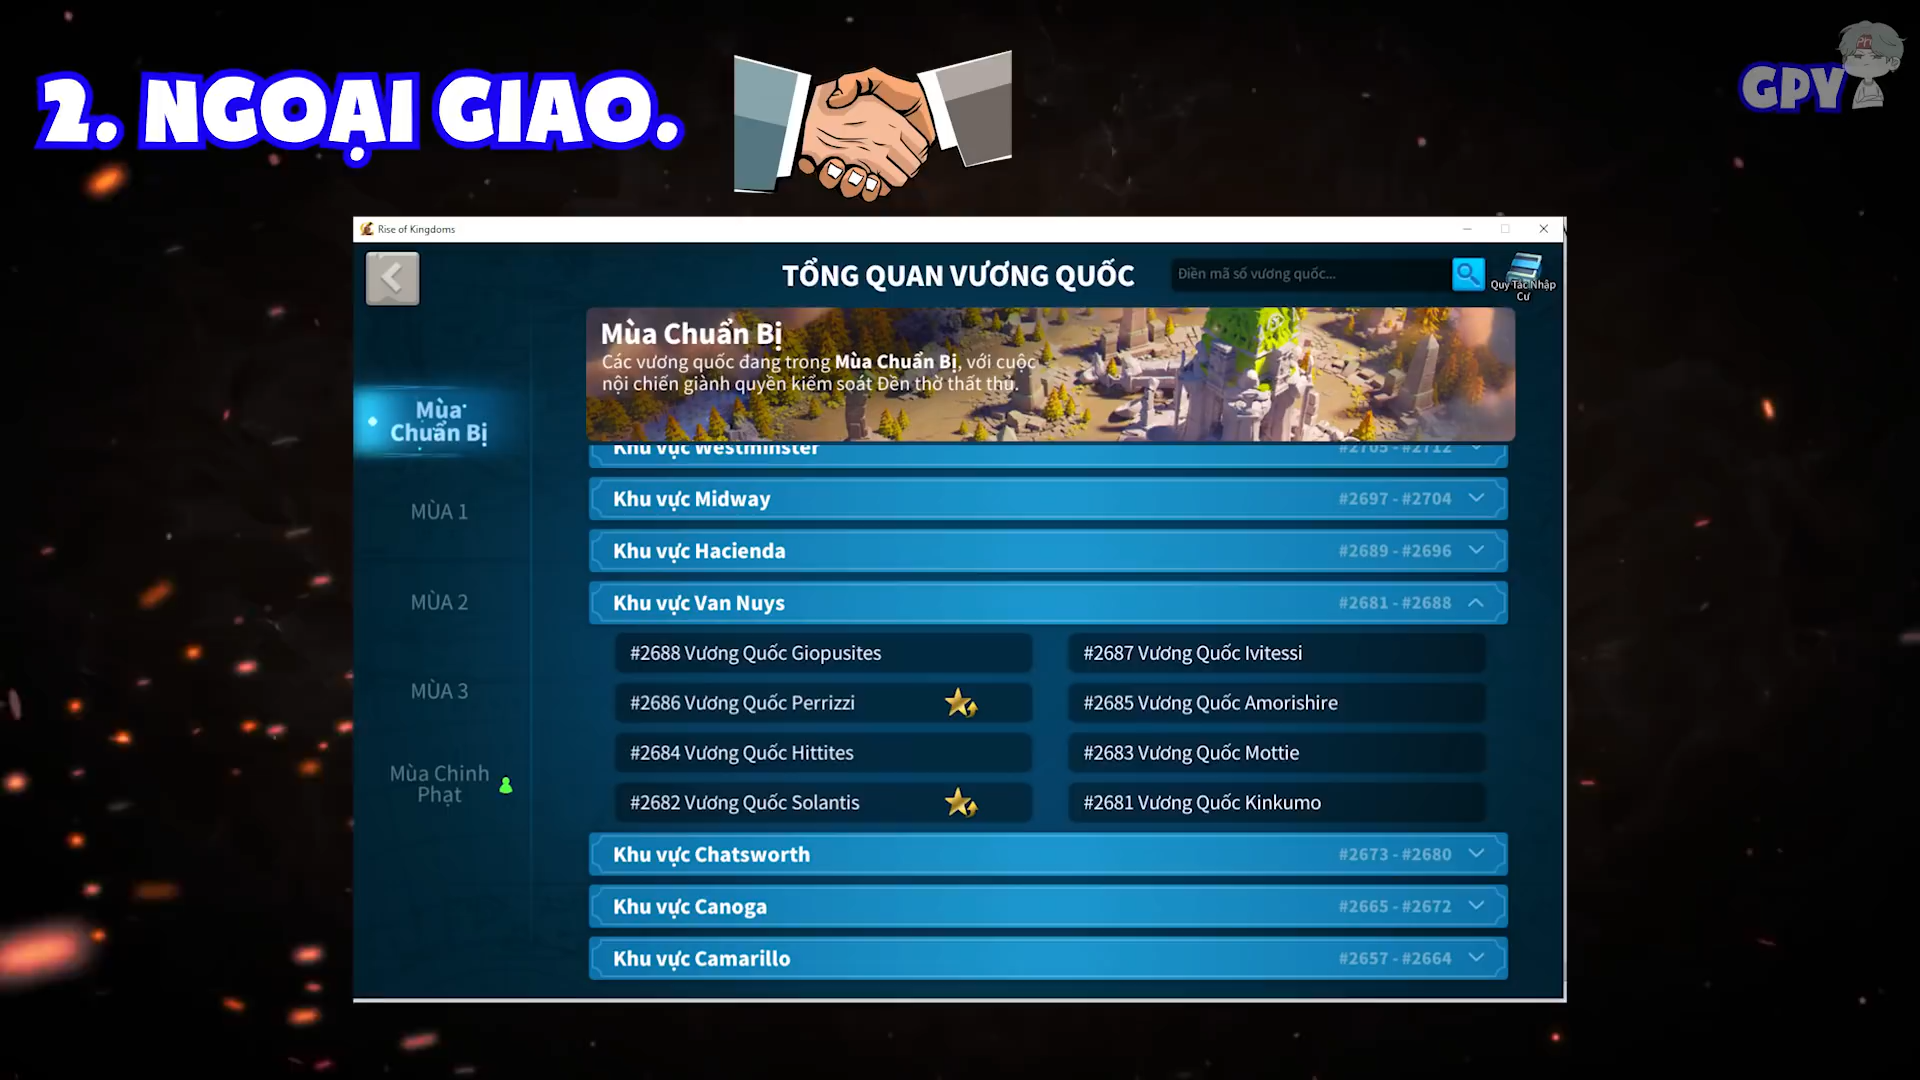 2. NGOẠI GIAO.
GPY
Rise of Kingdoms
TỔNG QUAN VƯƠNG QUỐC
Điền mã số vương quốc...
Quy Tắc Nhập
Cư
Mùa Chuẩn Bị
Các vương quốc đang trong Mùa Chuẩn Bị, với cuộc
nội chiến giành quyền kiểm soát Đền thờ thất thủ.
Mùa
Chuẩn Bị
MÙA 1
MÙA 2
MÙA 3
Mùa Chinh
Phạt
Khu vực Westminster #2705 - #2712
Khu vực Midway #2697 - #2704
Khu vực Hacienda #2689 - #2696
Khu vực Van Nuys #2681 - #2688
#2688 Vương Quốc Giopusites
#2687 Vương Quốc Ivitessi
#2686 Vương Quốc Perrizzi
#2685 Vương Quốc Amorishire
#2684 Vương Quốc Hittites
#2683 Vương Quốc Mottie
#2682 Vương Quốc Solantis
#2681 Vương Quốc Kinkumo
Khu vực Chatsworth #2673 - #2680
Khu vực Canoga #2665 - #2672
Khu vực Camarillo #2657 - #2664